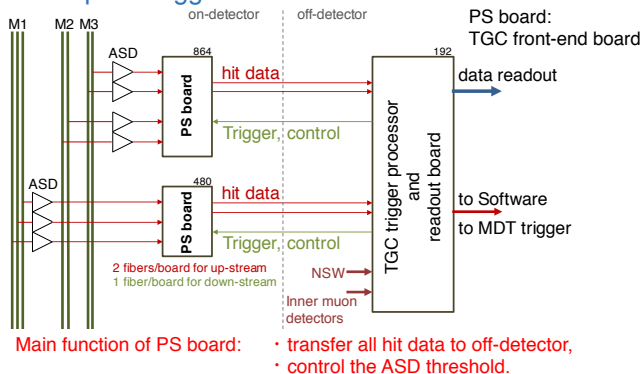 on-detector
off-detector
PS board:
TGC front-end board
M1 M2 M3
ASD
864
192
PS board
hit data
Trigger, control
data readout
TGC trigger processor
and
readout board
ASD
480
PS board
hit data
Trigger, control
to Software
to MDT trigger
2 fibers/board for up-stream
1 fiber/board for down-stream
NSW
Inner muon
detectors
Main function of PS board: ・transfer all hit data to off-detector,
・control the ASD threshold.